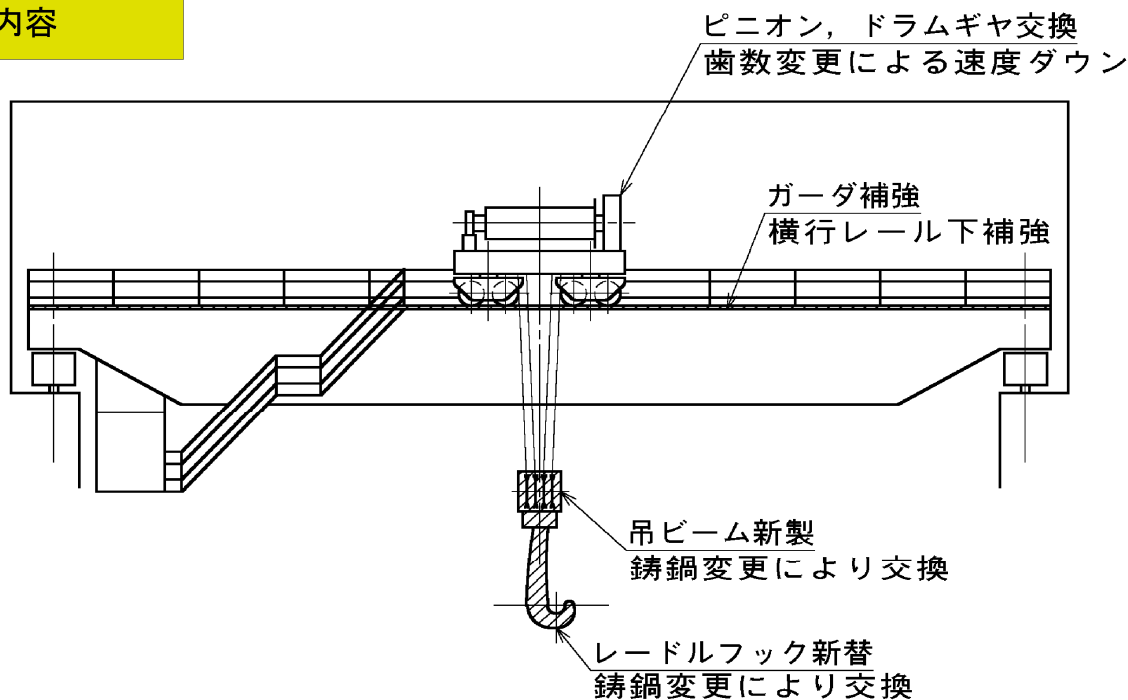 内容
ピニオン，ドラムギヤ交換
歯数変更による速度ダウン
ガーダ補強
横行レール下補強
吊ビーム新製
鋳鍋変更により交換
レードルフック新替
鋳鍋変更により交換